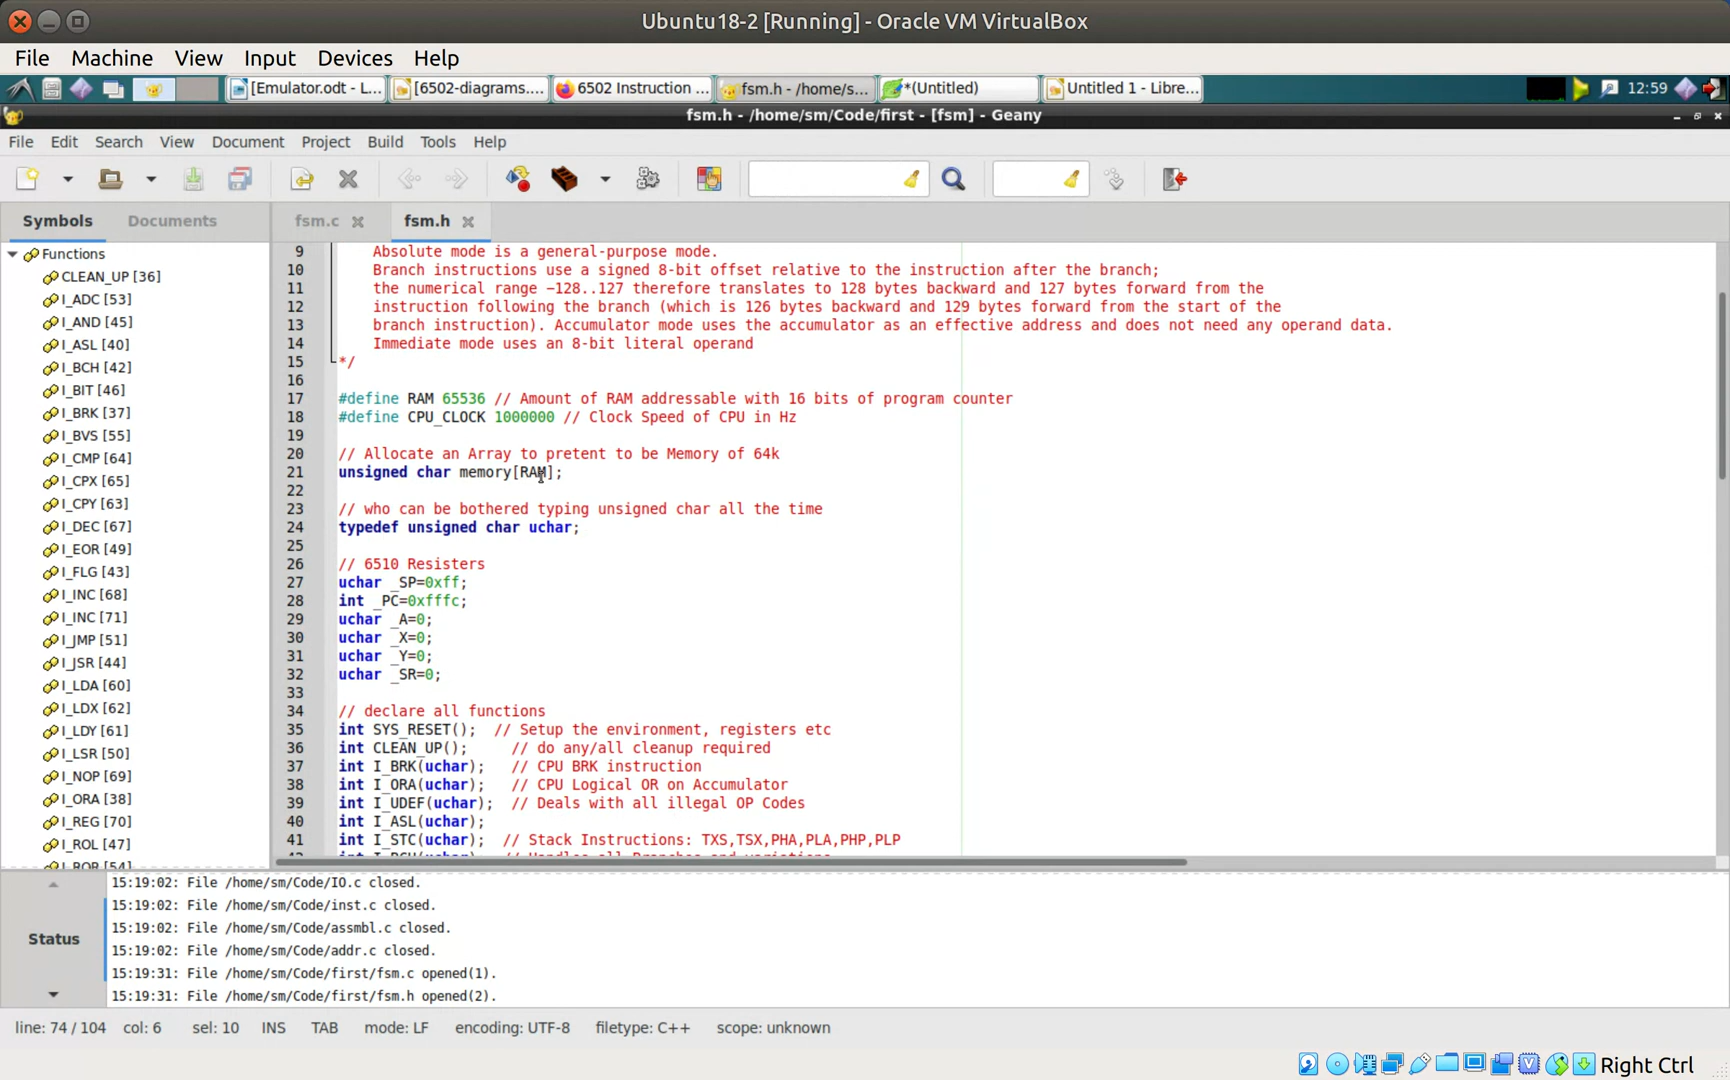 Ubuntu18-2 [Running] - Oracle VM VirtualBox
File Machine View Input Devices Help
[Emulator.odt - L... [6502-diagrams.... 6502 Instruction ... fsm.h - /home/s... *(Untitled) Untitled 1 - Libre... 12:59
fsm.h - /home/sm/Code/first - [fsm] - Geany
File Edit Search View Document Project Build Tools Help
Symbols Documents fsm.c fsm.h
Functions
CLEAN_UP [36]
I_ADC [53]
I_AND [45]
I_ASL [40]
I_BCH [42]
I_BIT [46]
I_BRK [37]
I_BVS [55]
I_CMP [64]
I_CPX [65]
I_CPY [63]
I_DEC [67]
I_EOR [49]
I_FLG [43]
I_INC [68]
I_INC [71]
I_JMP [51]
I_JSR [44]
I_LDA [60]
I_LDX [62]
I_LDY [61]
I_LSR [50]
I_NOP [69]
I_ORA [38]
I_REG [70]
I_ROL [47]
I_ROR [54]
9 Absolute mode is a general-purpose mode.
10 Branch instructions use a signed 8-bit offset relative to the instruction after the branch;
11 the numerical range −128..127 therefore translates to 128 bytes backward and 127 bytes forward from the
12 instruction following the branch (which is 126 bytes backward and 129 bytes forward from the start of the
13 branch instruction). Accumulator mode uses the accumulator as an effective address and does not need any operand data.
14 Immediate mode uses an 8-bit literal operand
15 */
16
17 #define RAM 65536 // Amount of RAM addressable with 16 bits of program counter
18 #define CPU_CLOCK 1000000 // Clock Speed of CPU in Hz
19
20 // Allocate an Array to pretent to be Memory of 64k
21 unsigned char memory[RAM];
22
23 // who can be bothered typing unsigned char all the time
24 typedef unsigned char uchar;
25
26 // 6510 Resisters
27 uchar _SP=0xff;
28 int _PC=0xfffc;
29 uchar _A=0;
30 uchar _X=0;
31 uchar _Y=0;
32 uchar _SR=0;
33
34 // declare all functions
35 int SYS_RESET(); // Setup the environment, registers etc
36 int CLEAN_UP(); // do any/all cleanup required
37 int I_BRK(uchar); // CPU BRK instruction
38 int I_ORA(uchar); // CPU Logical OR on Accumulator
39 int I_UDEF(uchar); // Deals with all illegal OP Codes
40 int I_ASL(uchar);
41 int I_STC(uchar); // Stack Instructions: TXS,TSX,PHA,PLA,PHP,PLP
42 int I_BCH(uchar); // Handles all Branches and variations
Status
15:19:02: File /home/sm/Code/IO.c closed.
15:19:02: File /home/sm/Code/inst.c closed.
15:19:02: File /home/sm/Code/assmbl.c closed.
15:19:02: File /home/sm/Code/addr.c closed.
15:19:31: File /home/sm/Code/first/fsm.c opened(1).
15:19:31: File /home/sm/Code/first/fsm.h opened(2).
line: 74 / 104 col: 6 sel: 10 INS TAB mode: LF encoding: UTF-8 filetype: C++ scope: unknown
Right Ctrl